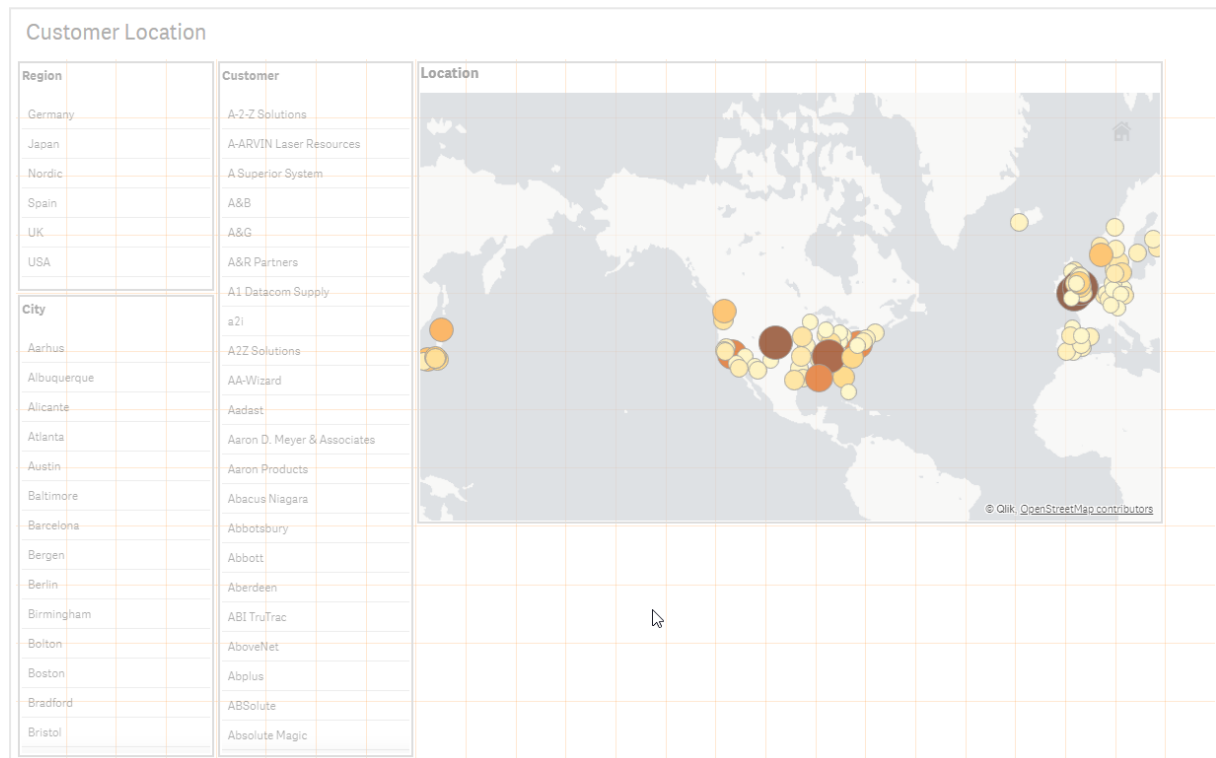 Customer Location
Region
Germany
Japan
Nordic
Spain
UK
USA
City
Aarhus
Albuquerque
Alicante
Atlanta
Austin
Baltimore
Barcelona
Bergen
Berlin
Birmingham
Bolton
Boston
Bradford
Bristol
Customer
A-2-Z Solutions
A-ARVIN Laser Resources
A Superior System
A&B
A&G
A&R Partners
A1 Datacom Supply
a2i
A2Z Solutions
AA-Wizard
Aadast
Aaron D. Meyer & Associates
Aaron Products
Abacus Niagara
Abbotsbury
Abbott
Aberdeen
ABI TruTrac
AboveNet
Abplus
ABSolute
Absolute Magic
Location
© Qlik, OpenStreetMap contributors